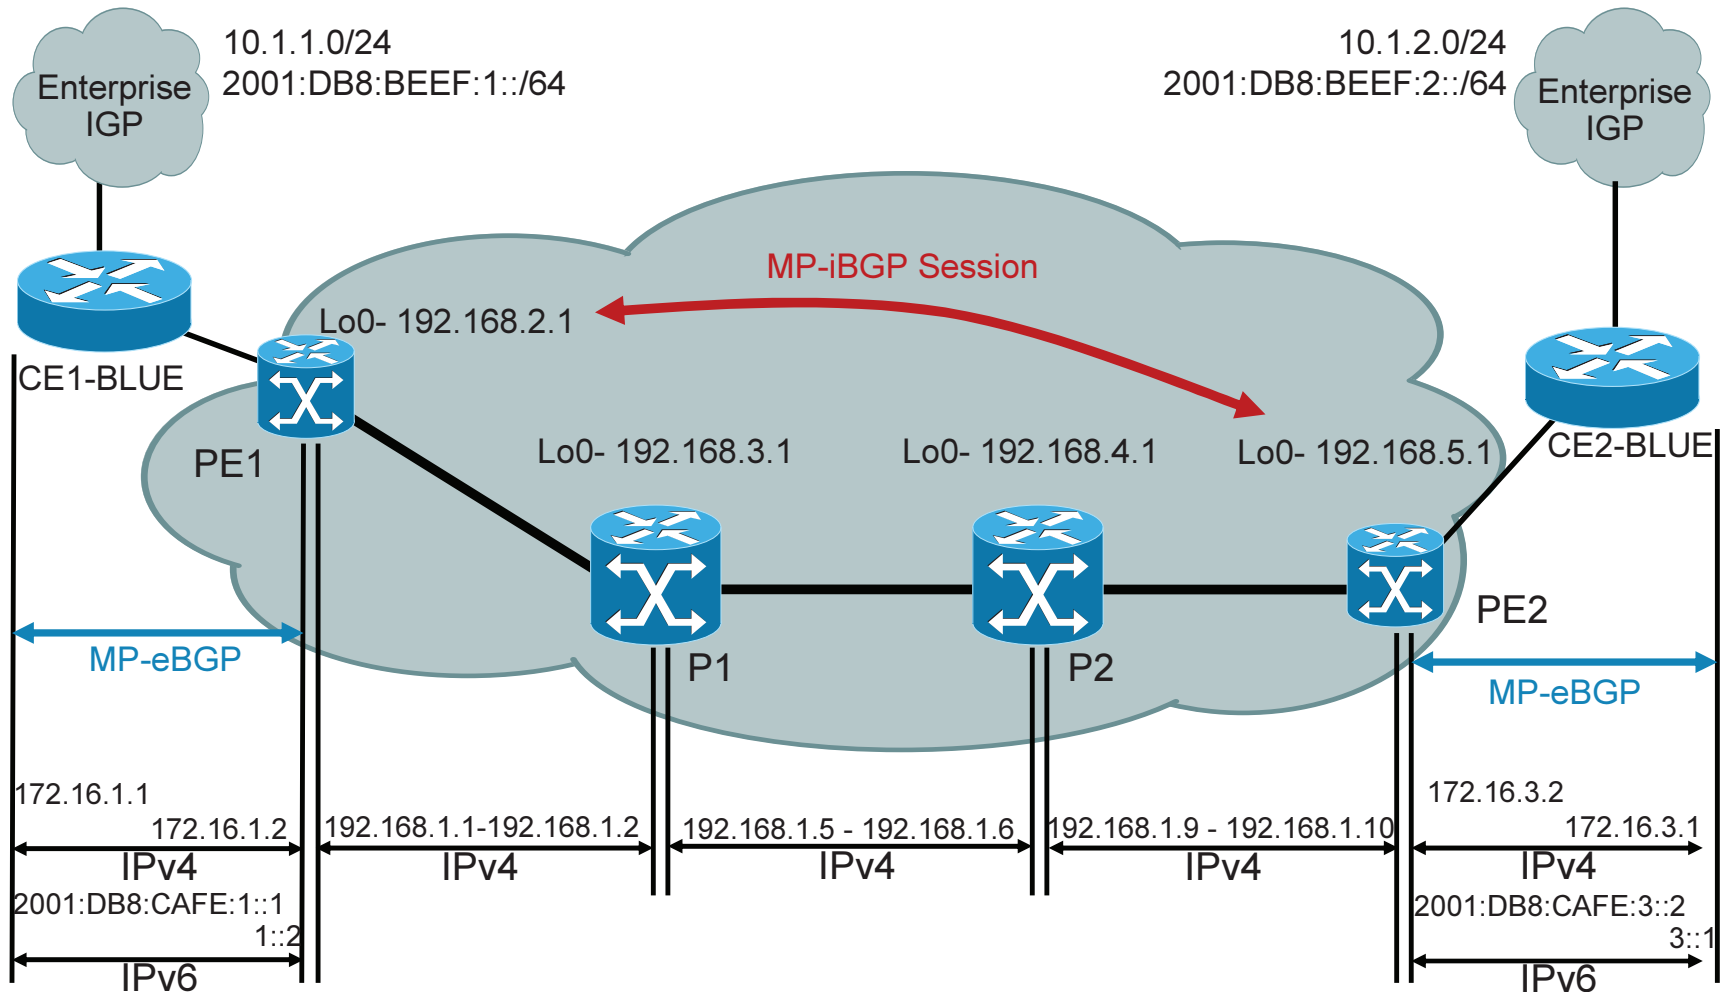 10.1.1.0/24
2001:DB8:BEEF:1::/64
Enterprise
IGP
10.1.2.0/24
2001:DB8:BEEF:2::/64
Enterprise
IGP
MP-iBGP Session
Lo0- 192.168.2.1
CE1-BLUE
PE1
Lo0- 192.168.3.1
Lo0- 192.168.4.1
Lo0- 192.168.5.1
CE2-BLUE
P1
P2
PE2
MP-eBGP
MP-eBGP
172.16.1.1
172.16.1.2
IPv4
192.168.1.1-192.168.1.2
IPv4
192.168.1.5 - 192.168.1.6
IPv4
192.168.1.9 - 192.168.1.10
IPv4
172.16.3.2
172.16.3.1
IPv4
2001:DB8:CAFE:1::1
1::2
IPv6
2001:DB8:CAFE:3::2
3::1
IPv6